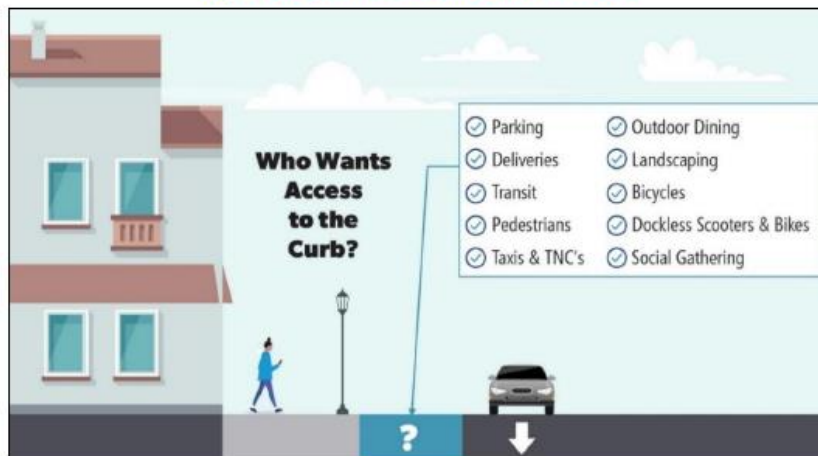 Who Wants
Access
to the
Curb?
Parking
Deliveries
Transit
Pedestrians
Taxis & TNC's
Outdoor Dining
Landscaping
Bicycles
Dockless Scooters & Bikes
Social Gathering
?